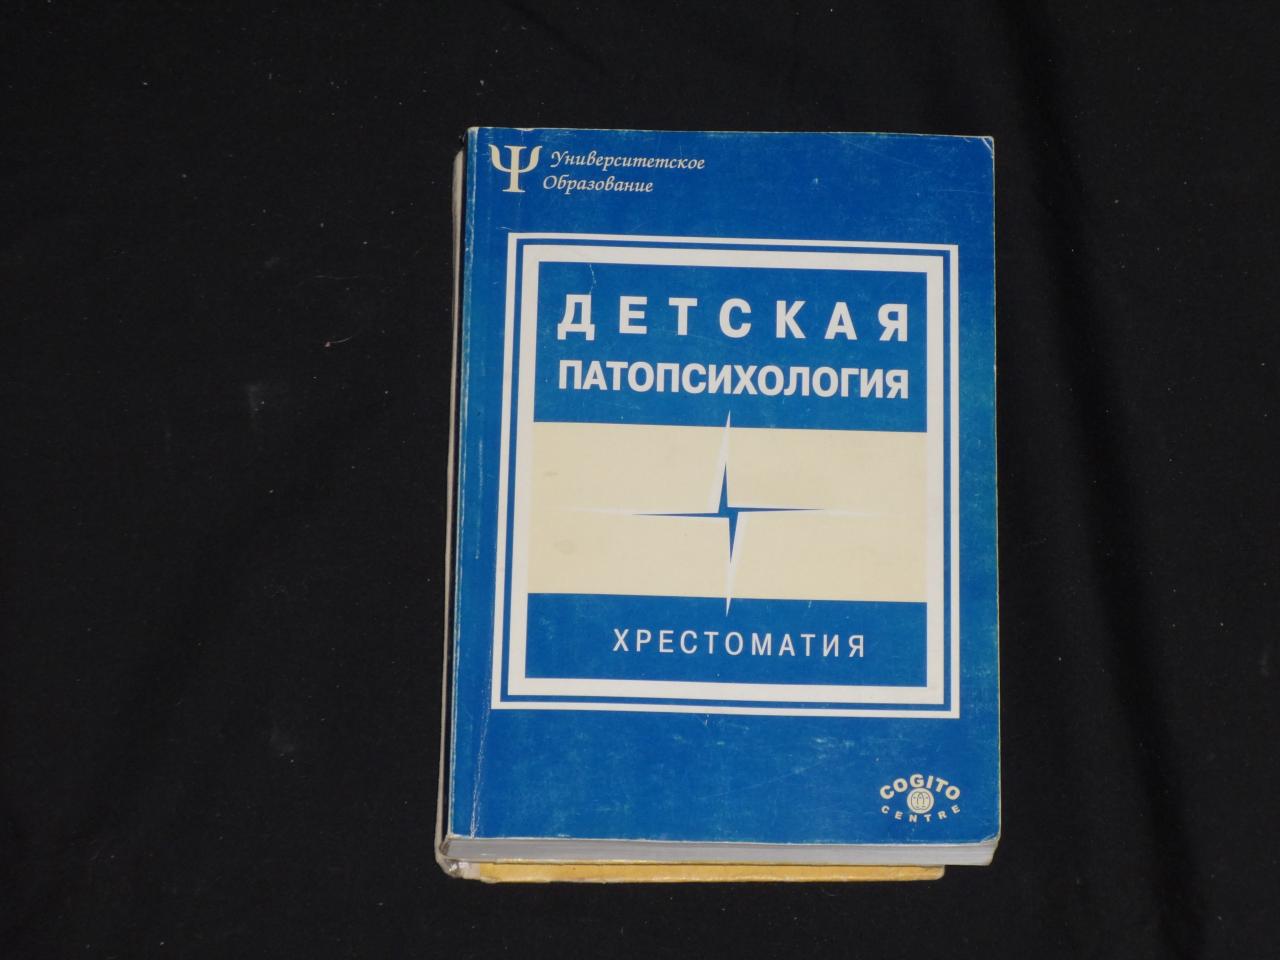 Ψ Университетское
Образование
ДЕТСКАЯ
ПАТОПСИХОЛОГИЯ
ХРЕСТОМАТИЯ
COGITO
CENTRE